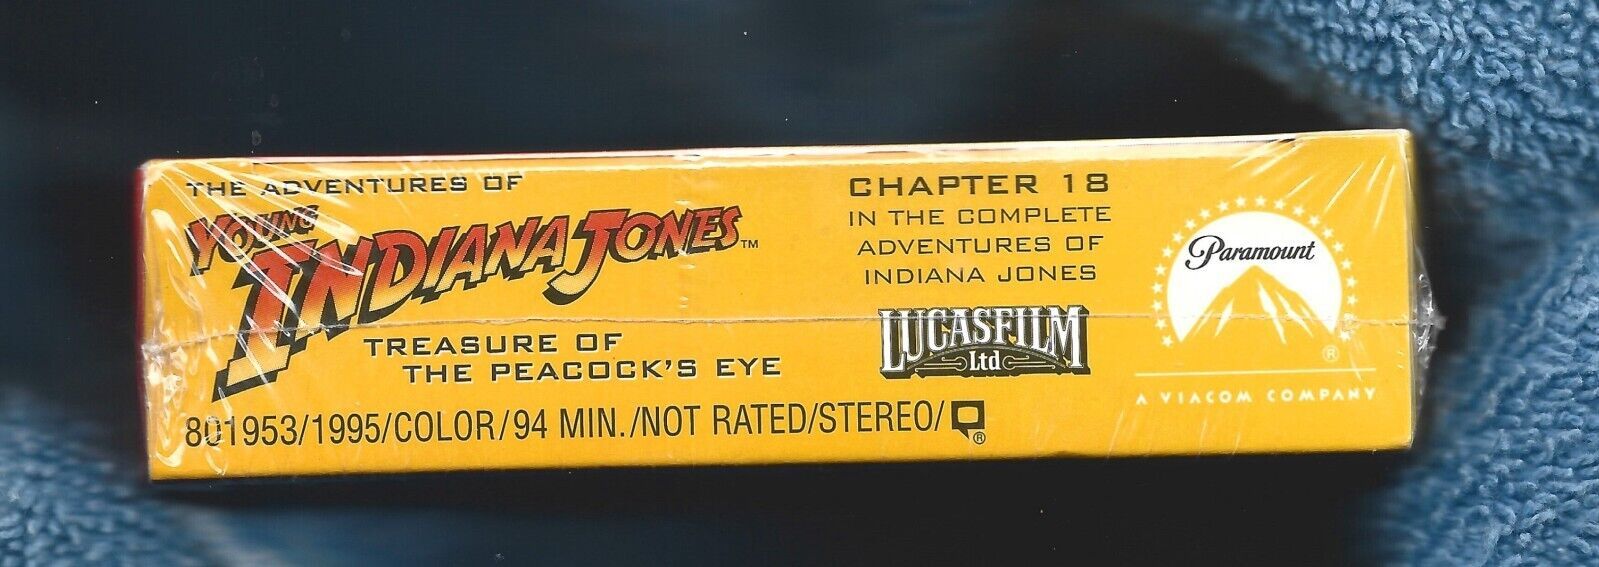 THE ADVENTURES OF
YOUNG
INDIANA JONES™
TREASURE OF
THE PEACOCK'S EYE
801953/1995/COLOR/94 MIN./NOT RATED/STEREO/
®
CHAPTER 18
IN THE COMPLETE
ADVENTURES OF
INDIANA JONES
LUCASFILM
Ltd
Paramount
®
A VIACOM COMPANY